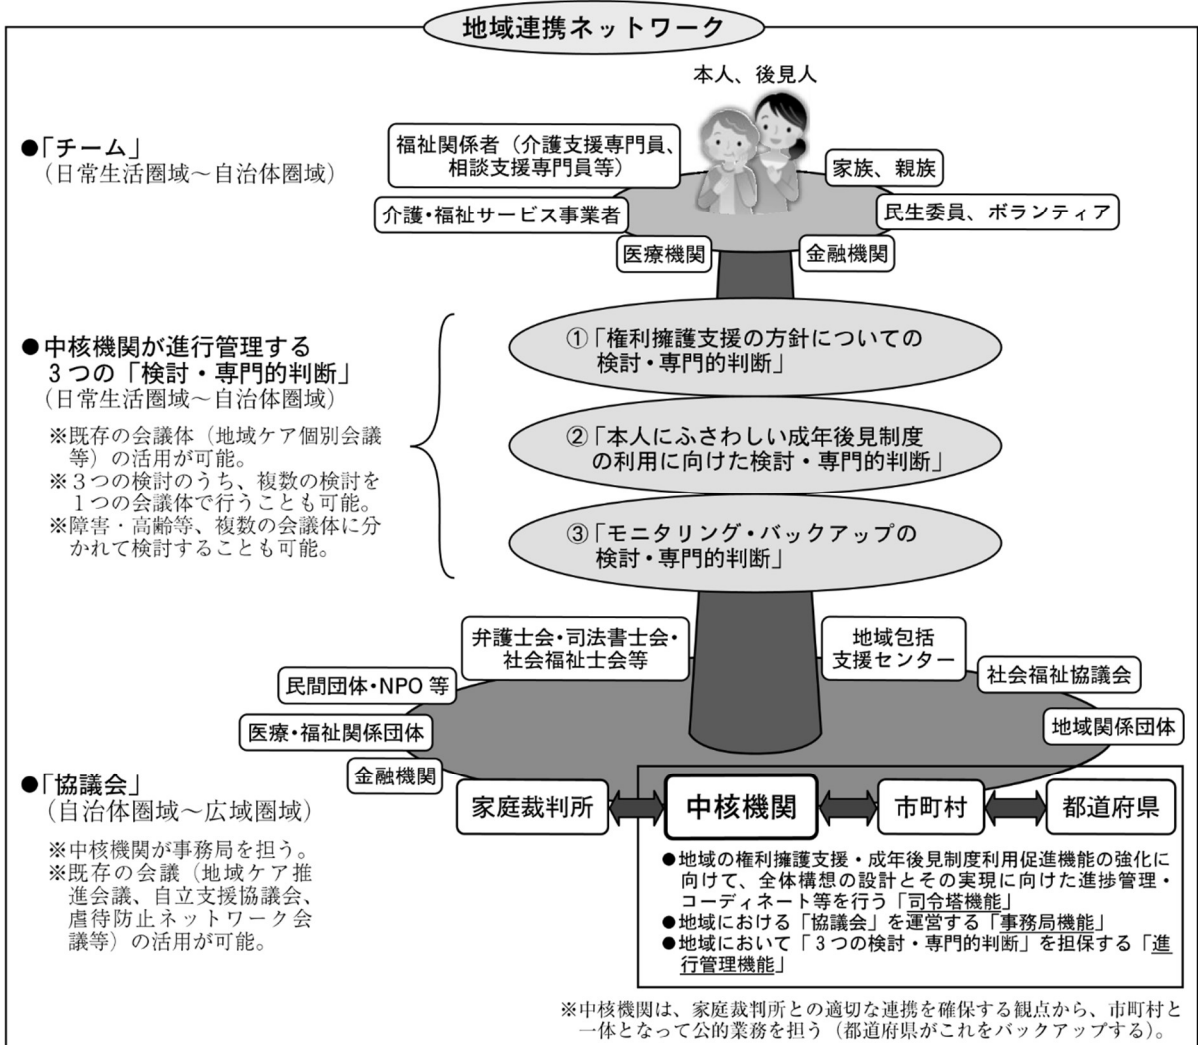 地域連携ネットワーク
本人、後見人
●「チーム」
（日常生活圏域～自治体圏域）
福祉関係者（介護支援専門員、
相談支援専門員等）
家族、親族
介護・福祉サービス事業者
民生委員、ボランティア
医療機関
金融機関
●中核機関が進行管理する
３つの「検討・専門的判断」
（日常生活圏域～自治体圏域）
※既存の会議体（地域ケア個別会議
等）の活用が可能。
※３つの検討のうち、複数の検討を
１つの会議体で行うことも可能。
※障害・高齢等、複数の会議体に分
かれて検討することも可能。
①「権利擁護支援の方針についての
検討・専門的判断」
②「本人にふさわしい成年後見制度
の利用に向けた検討・専門的判断」
③「モニタリング・バックアップの
検討・専門的判断」
弁護士会・司法書士会・
社会福祉士会等
地域包括
支援センター
民間団体・NPO 等
社会福祉協議会
医療・福祉関係団体
地域関係団体
金融機関
●「協議会」
（自治体圏域～広域圏域）
※中核機関が事務局を担う。
※既存の会議（地域ケア推
進会議、自立支援協議会、
虐待防止ネットワーク会
議等）の活用が可能。
家庭裁判所
中核機関
市町村
都道府県
●地域の権利擁護支援・成年後見制度利用促進機能の強化に
向けて、全体構想の設計とその実現に向けた進捗管理・
コーディネート等を行う「司令塔機能」
●地域における「協議会」を運営する「事務局機能」
●地域において「３つの検討・専門的判断」を担保する「進
行管理機能」
※中核機関は、家庭裁判所との適切な連携を確保する観点から、市町村と
一体となって公的業務を担う（都道府県がこれをバックアップする）。